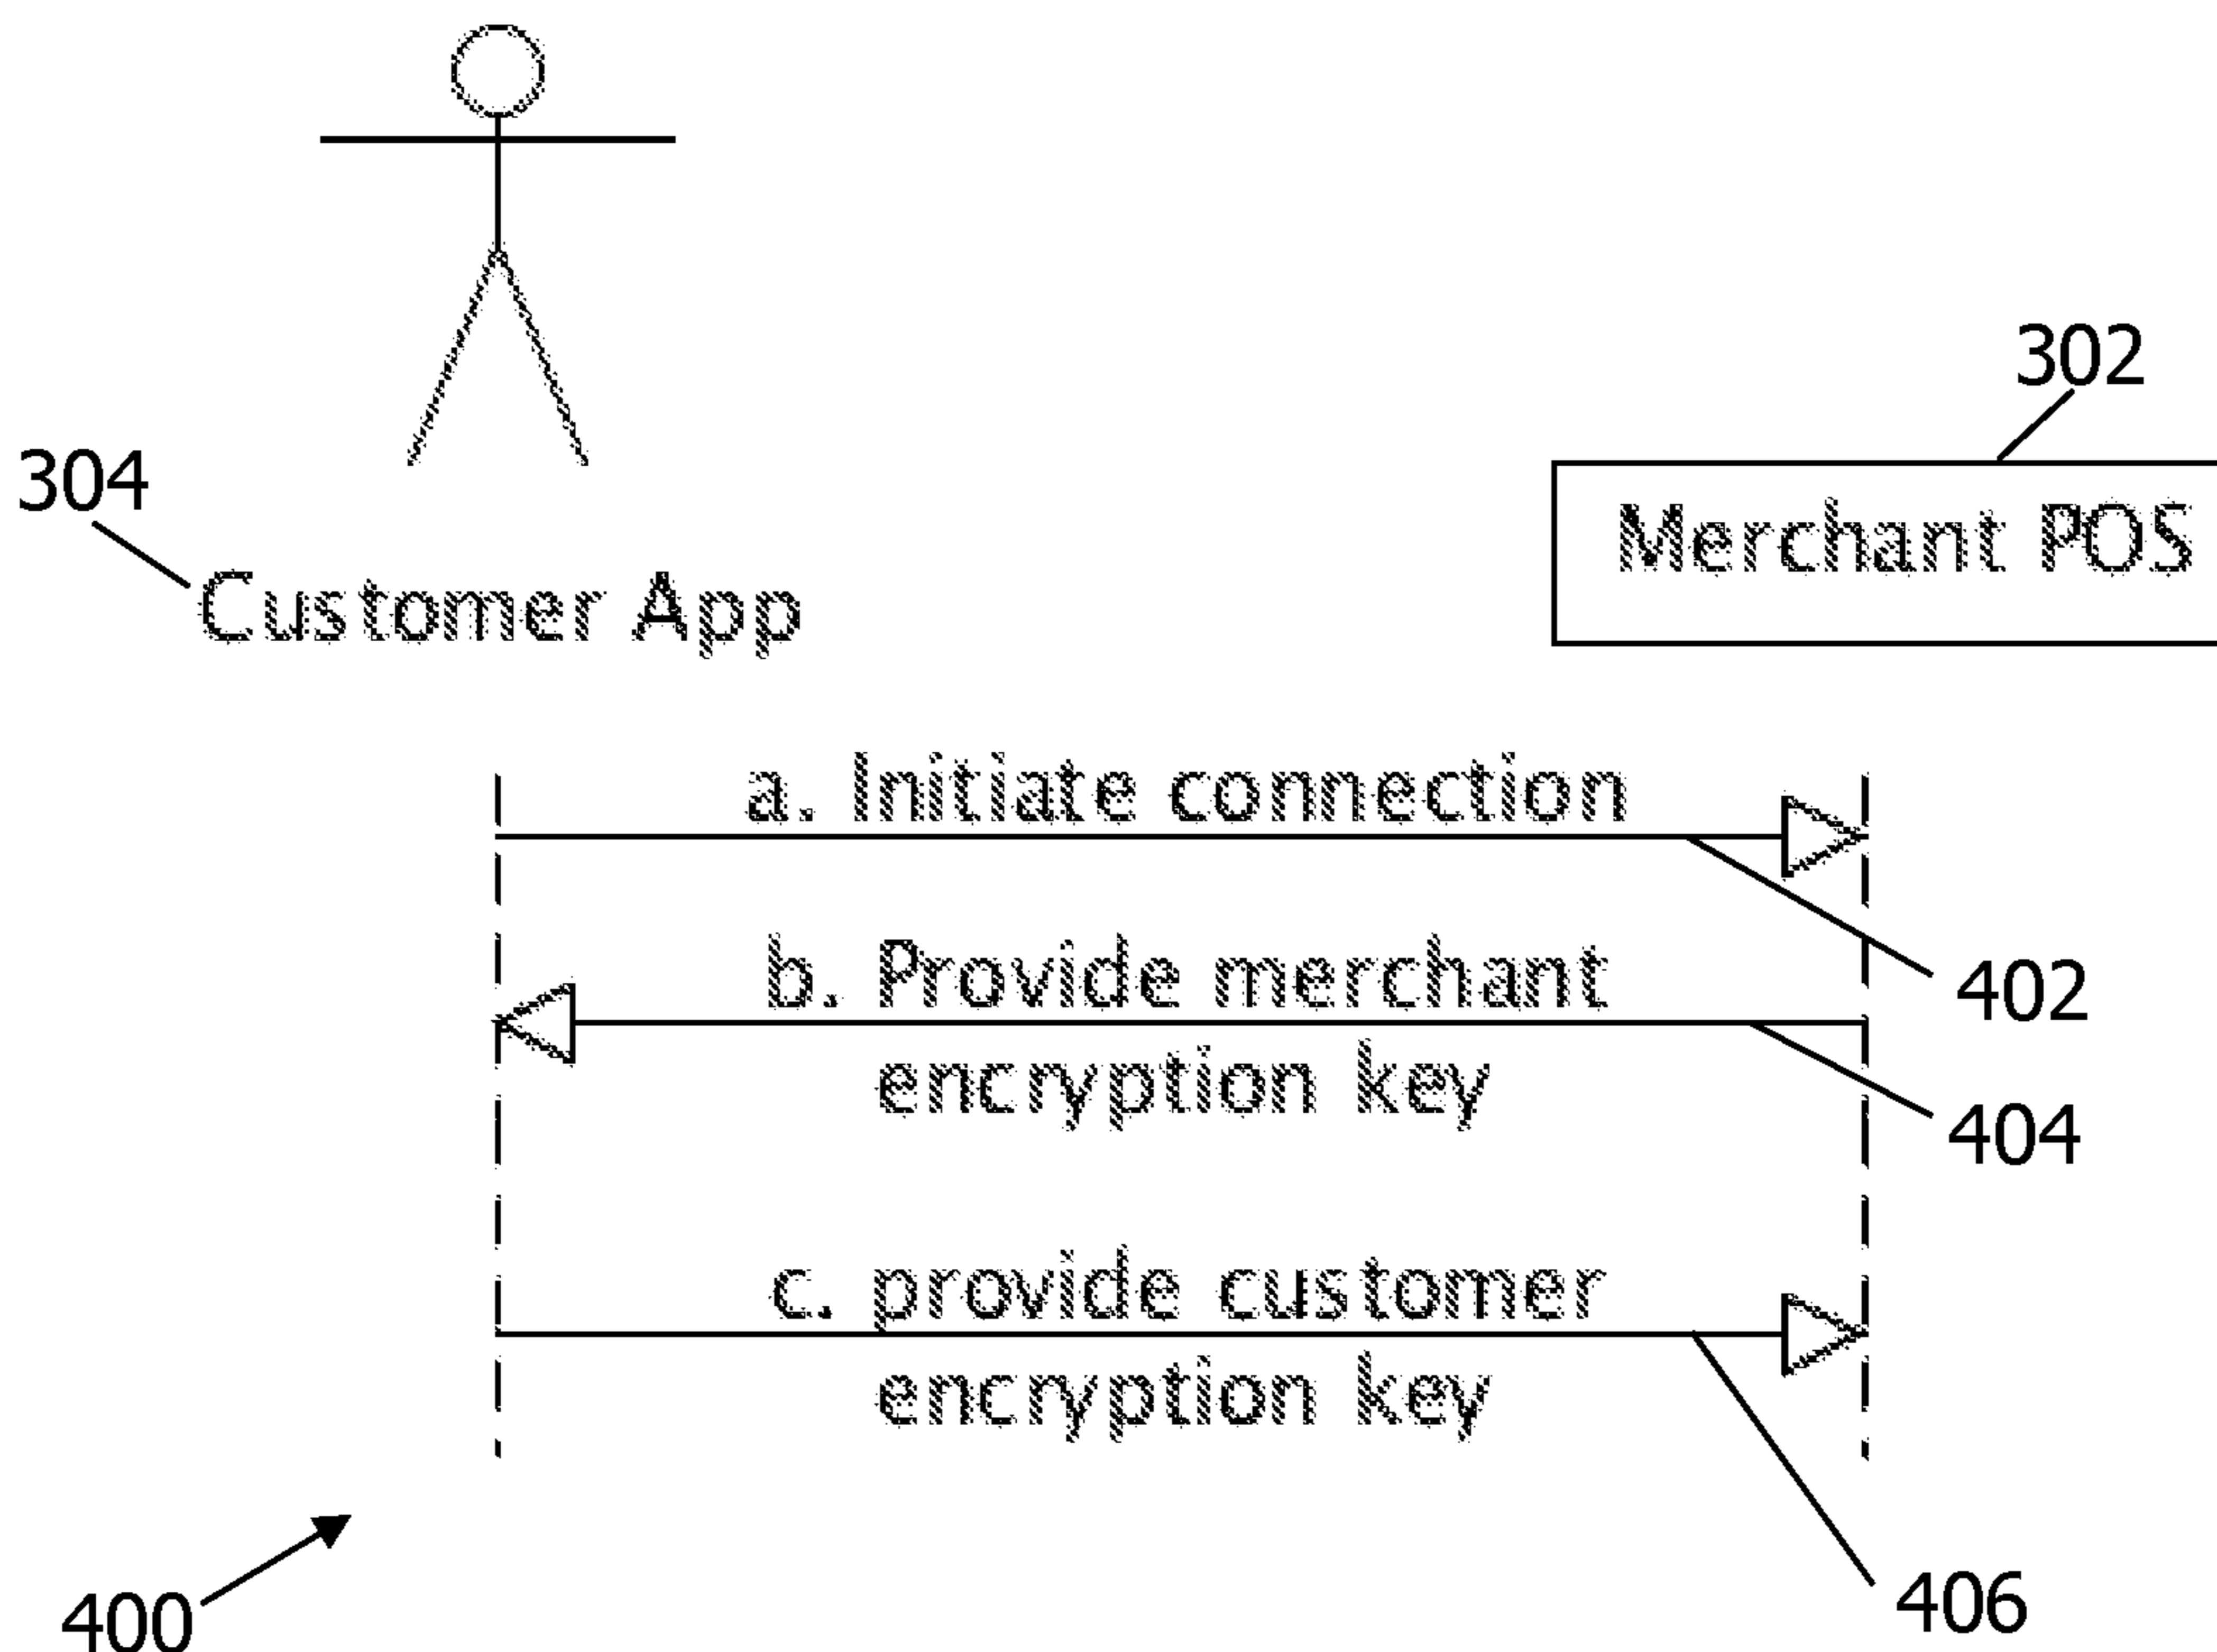 302
304
Merchant POS
Customer App
a. Initiate connection
b. Provide merchant
402
encryption key
404
c. provide customer
encryption key
400
406